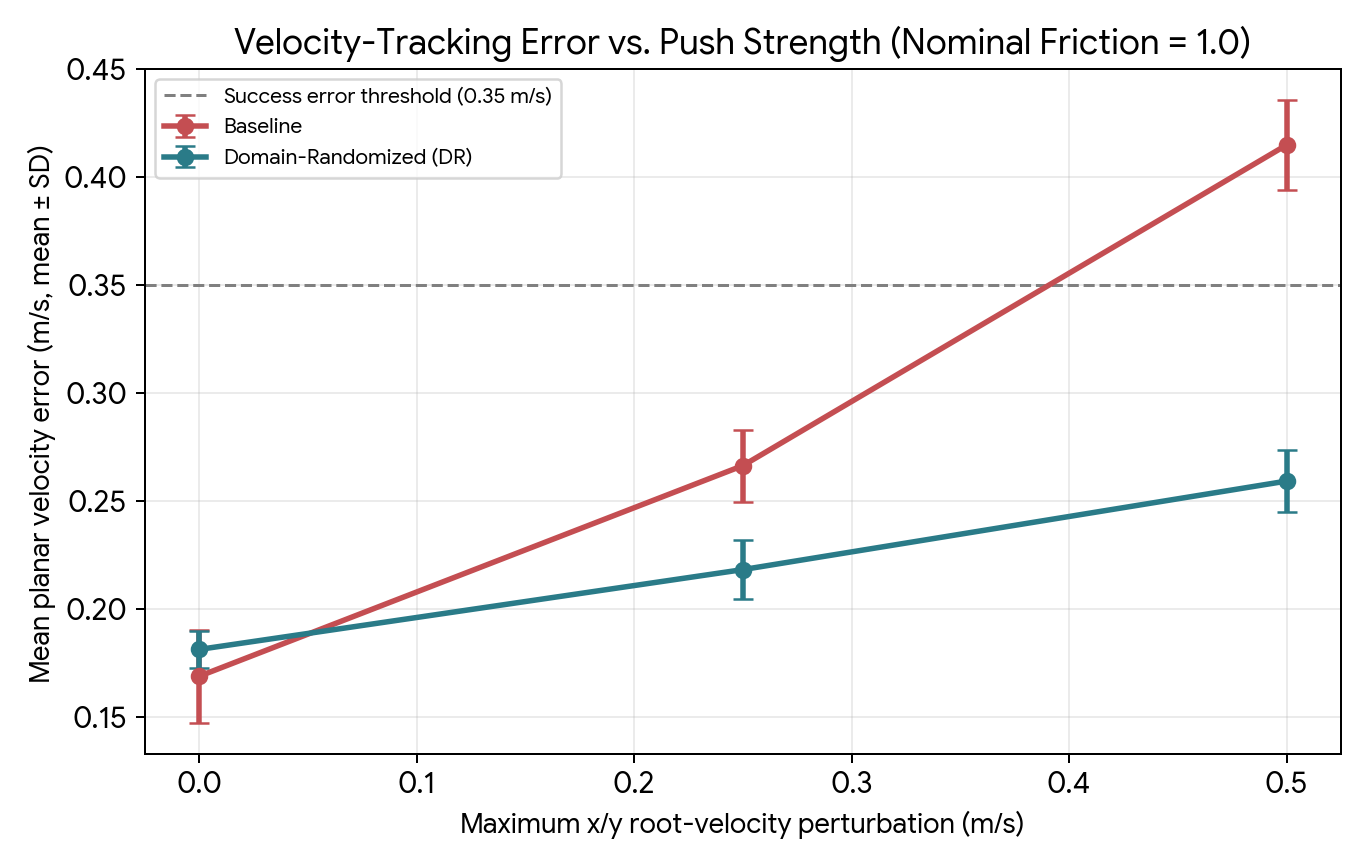 Velocity-Tracking Error vs. Push Strength (Nominal Friction = 1.0)
Mean planar velocity error (m/s, mean ± SD)
0.45
0.40
0.35
0.30
0.25
0.20
0.15
Success error threshold (0.35 m/s)
Baseline
Domain-Randomized (DR)
0.0 0.1 0.2 0.3 0.4 0.5
Maximum x/y root-velocity perturbation (m/s)